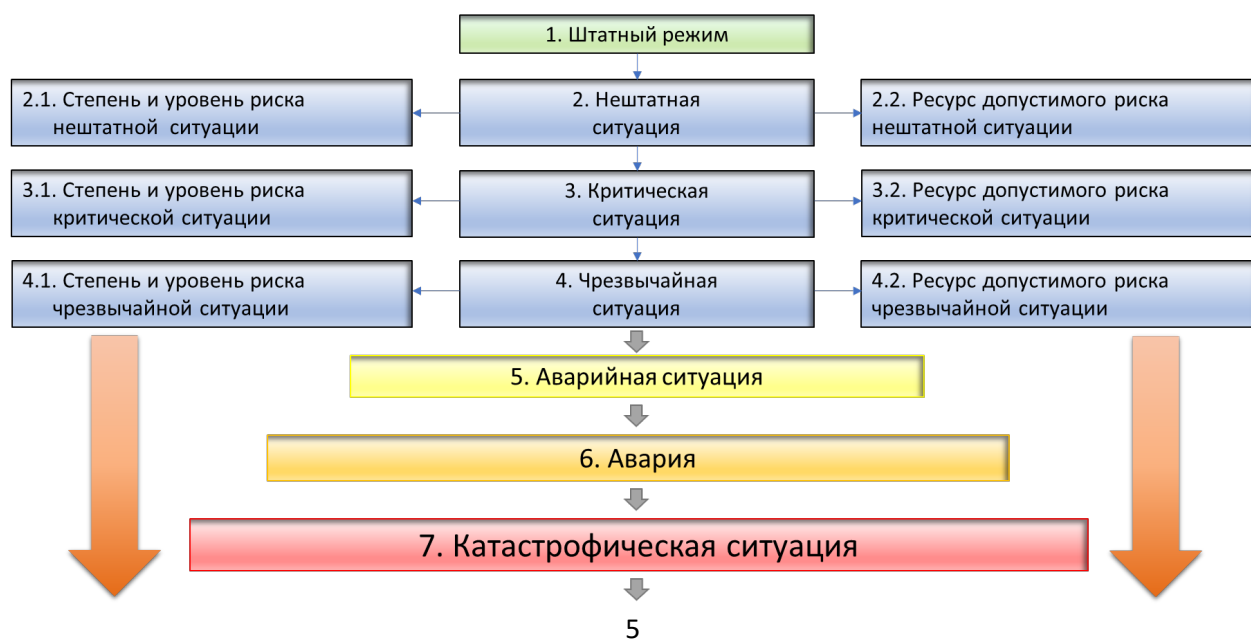 1. Штатный режим
2.1. Степень и уровень риска
нештатной ситуации
2. Нештатная
ситуация
2.2. Ресурс допустимого риска
нештатной ситуации
3.1. Степень и уровень риска
критической ситуации
3. Критическая
ситуация
3.2. Ресурс допустимого риска
критической ситуации
4.1. Степень и уровень риска
чрезвычайной ситуации
4. Чрезвычайная
ситуация
4.2. Ресурс допустимого риска
чрезвычайной ситуации
5. Аварийная ситуация
6. Авария
7. Катастрофическая ситуация
5